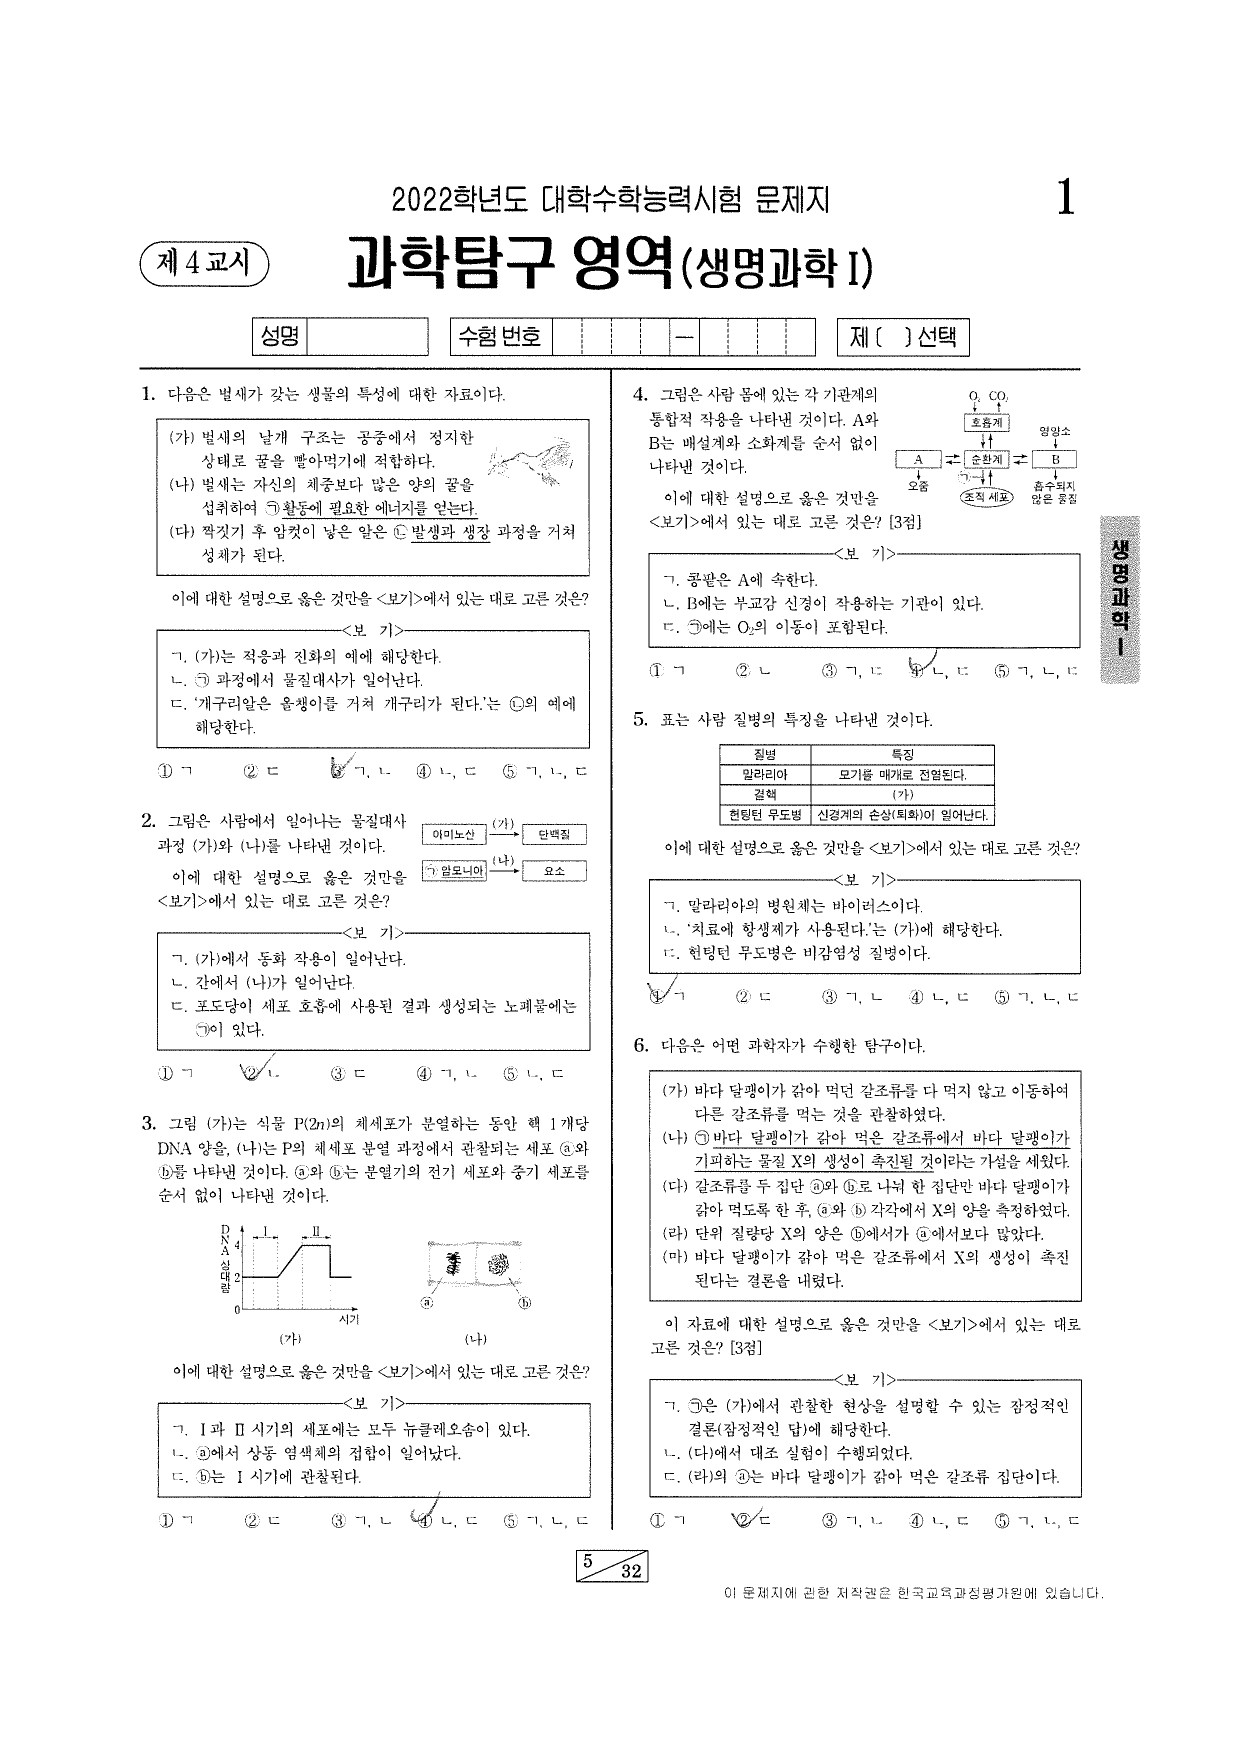 2022학년도 대학수학능력시험 문제지
1
제 4 교시
과학탐구 영역(생명과학Ⅰ)
성명
수험 번호
—
제 ( ) 선택
1. 다음은 벌새가 갖는 생물의 특성에 대한 자료이다.
(가) 벌새의 날개 구조는 공중에서 정지한
상태로 꿀을 빨아먹기에 적합하다.
(나) 벌새는 자신의 체중보다 많은 양의 꿀을
섭취하여 ㉠활동에 필요한 에너지를 얻는다.
(다) 짝짓기 후 암컷이 낳은 알은 ㉡발생과 생장 과정을 거쳐
성체가 된다.
이에 대한 설명으로 옳은 것만을 <보기>에서 있는 대로 고른 것은?
<보 기>
ㄱ. (가)는 적응과 진화의 예에 해당한다.
ㄴ. ㉠ 과정에서 물질대사가 일어난다.
ㄷ. ‘개구리알은 올챙이를 거쳐 개구리가 된다.’는 ㉡의 예에
해당한다.
① ㄱ ② ㄷ ③ ㄱ, ㄴ ④ ㄴ, ㄷ ⑤ ㄱ, ㄴ, ㄷ
2. 그림은 사람에서 일어나는 물질대사
과정 (가)와 (나)를 나타낸 것이다.
아미노산 (가) 단백질
㉠ 암모니아 (나) 요소
이에 대한 설명으로 옳은 것만을
<보기>에서 있는 대로 고른 것은?
<보 기>
ㄱ. (가)에서 동화 작용이 일어난다.
ㄴ. 간에서 (나)가 일어난다.
ㄷ. 포도당이 세포 호흡에 사용된 결과 생성되는 노폐물에는
㉠이 있다.
① ㄱ ② ㄴ ③ ㄷ ④ ㄱ, ㄴ ⑤ ㄴ, ㄷ
3. 그림 (가)는 식물 P(2n)의 체세포가 분열하는 동안 핵 1개당
DNA 양을, (나)는 P의 체세포 분열 과정에서 관찰되는 세포 ⓐ와
ⓑ를 나타낸 것이다. ⓐ와 ⓑ는 분열기의 전기 세포와 중기 세포를
순서 없이 나타낸 것이다.
DNA 상대량
4
2
0
Ⅰ Ⅱ
시기
(가)
ⓐ ⓑ
(나)
이에 대한 설명으로 옳은 것만을 <보기>에서 있는 대로 고른 것은?
<보 기>
ㄱ. Ⅰ과 Ⅱ 시기의 세포에는 모두 뉴클레오솜이 있다.
ㄴ. ⓐ에서 상동 염색체의 접합이 일어났다.
ㄷ. ⓑ는 Ⅰ 시기에 관찰된다.
① ㄱ ② ㄷ ③ ㄱ, ㄴ ④ ㄴ, ㄷ ⑤ ㄱ, ㄴ, ㄷ
4. 그림은 사람 몸에 있는 각 기관계의
통합적 작용을 나타낸 것이다. A와
B는 배설계와 소화계를 순서 없이
나타낸 것이다.
O₂ CO₂
호흡계
영양소
A 순환계 B
㉠
오줌 조직 세포 흡수되지
않은 물질
이에 대한 설명으로 옳은 것만을
<보기>에서 있는 대로 고른 것은? [3점]
<보 기>
ㄱ. 콩팥은 A에 속한다.
ㄴ. B에는 부교감 신경이 작용하는 기관이 있다.
ㄷ. ㉠에는 O₂의 이동이 포함된다.
① ㄱ ② ㄴ ③ ㄱ, ㄷ ④ ㄴ, ㄷ ⑤ ㄱ, ㄴ, ㄷ
5. 표는 사람 질병의 특징을 나타낸 것이다.
질병 특징
말라리아 모기를 매개로 전염된다.
결핵 (가)
헌팅턴 무도병 신경계의 손상(퇴화)이 일어난다.
이에 대한 설명으로 옳은 것만을 <보기>에서 있는 대로 고른 것은?
<보 기>
ㄱ. 말라리아의 병원체는 바이러스이다.
ㄴ. ‘치료에 항생제가 사용된다.’는 (가)에 해당한다.
ㄷ. 헌팅턴 무도병은 비감염성 질병이다.
① ㄱ ② ㄷ ③ ㄱ, ㄴ ④ ㄴ, ㄷ ⑤ ㄱ, ㄴ, ㄷ
6. 다음은 어떤 과학자가 수행한 탐구이다.
(가) 바다 달팽이가 갉아 먹던 갈조류를 다 먹지 않고 이동하여
다른 갈조류를 먹는 것을 관찰하였다.
(나) ㉠바다 달팽이가 갉아 먹은 갈조류에서 바다 달팽이가
기피하는 물질 X의 생성이 촉진될 것이라는 가설을 세웠다.
(다) 갈조류를 두 집단 ⓐ와 ⓑ로 나눠 한 집단만 바다 달팽이가
갉아 먹도록 한 후, ⓐ와 ⓑ 각각에서 X의 양을 측정하였다.
(라) 단위 질량당 X의 양은 ⓑ에서가 ⓐ에서보다 많았다.
(마) 바다 달팽이가 갉아 먹은 갈조류에서 X의 생성이 촉진
된다는 결론을 내렸다.
이 자료에 대한 설명으로 옳은 것만을 <보기>에서 있는 대로
고른 것은? [3점]
<보 기>
ㄱ. ㉠은 (가)에서 관찰한 현상을 설명할 수 있는 잠정적인
결론(잠정적인 답)에 해당한다.
ㄴ. (다)에서 대조 실험이 수행되었다.
ㄷ. (라)의 ⓐ는 바다 달팽이가 갉아 먹은 갈조류 집단이다.
① ㄱ ② ㄷ ③ ㄱ, ㄴ ④ ㄴ, ㄷ ⑤ ㄱ, ㄴ, ㄷ
생명과학Ⅰ
5
32
이 문제지에 관한 저작권은 한국교육과정평가원에 있습니다.